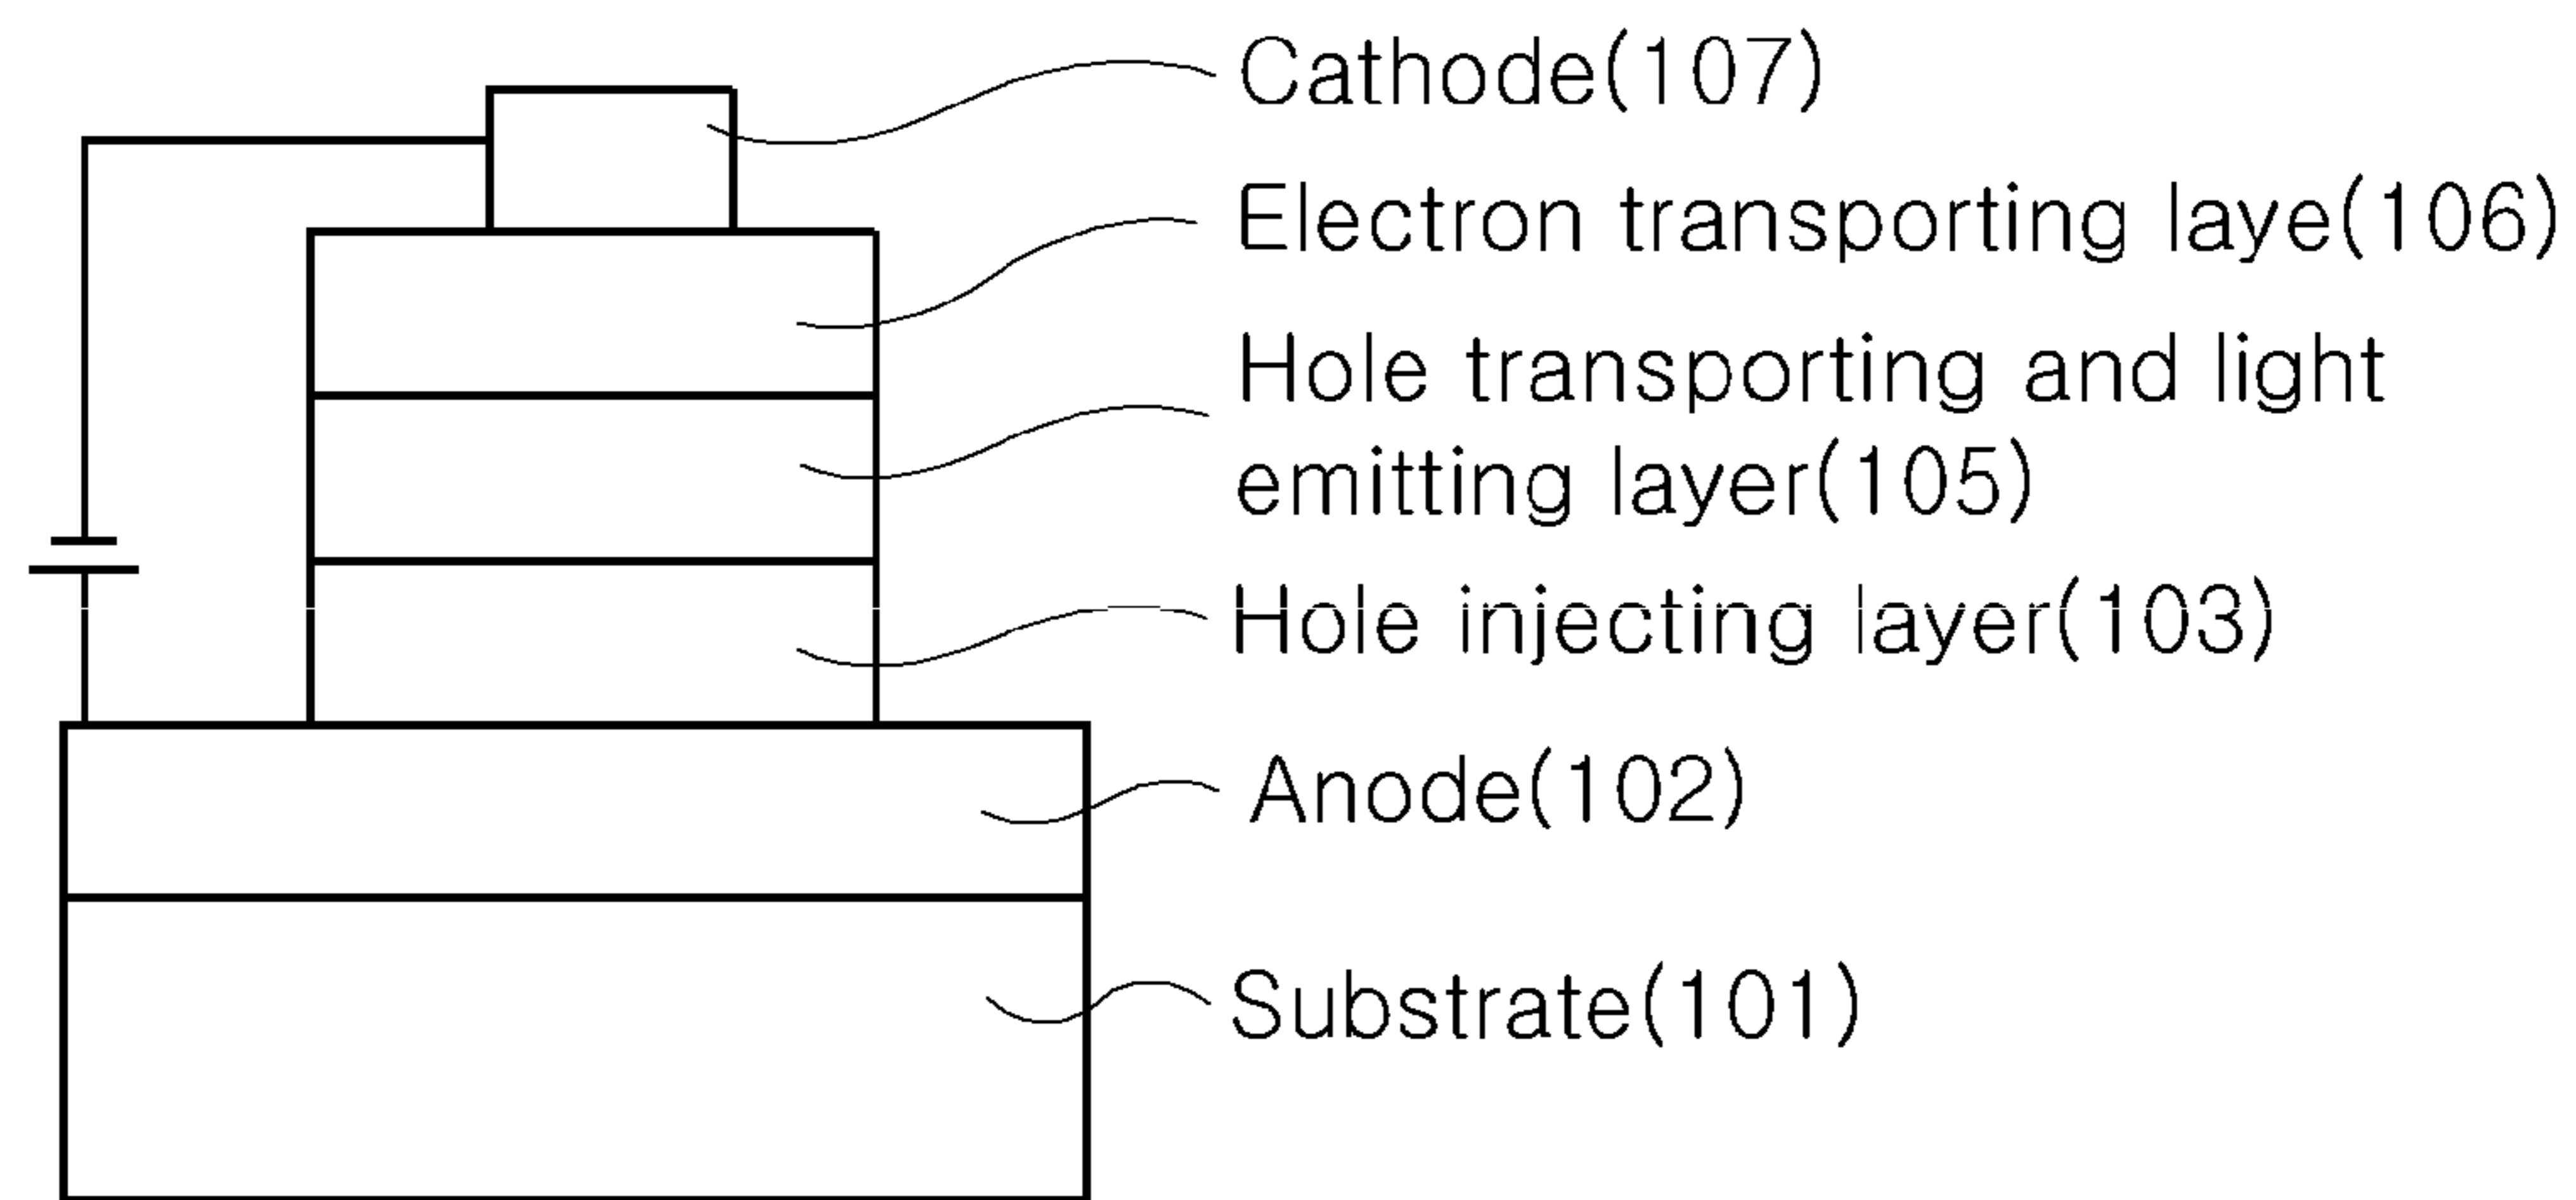 Cathode(107)
Electron transporting laye(106)
Hole transporting and light
emitting layer(105)
Hole injecting layer(103)
Anode(102)
Substrate(101)